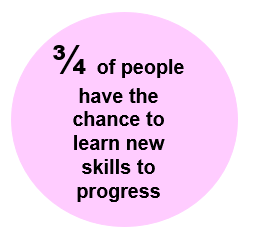 ¾ of people
have the
chance to
learn new
skills to
progress